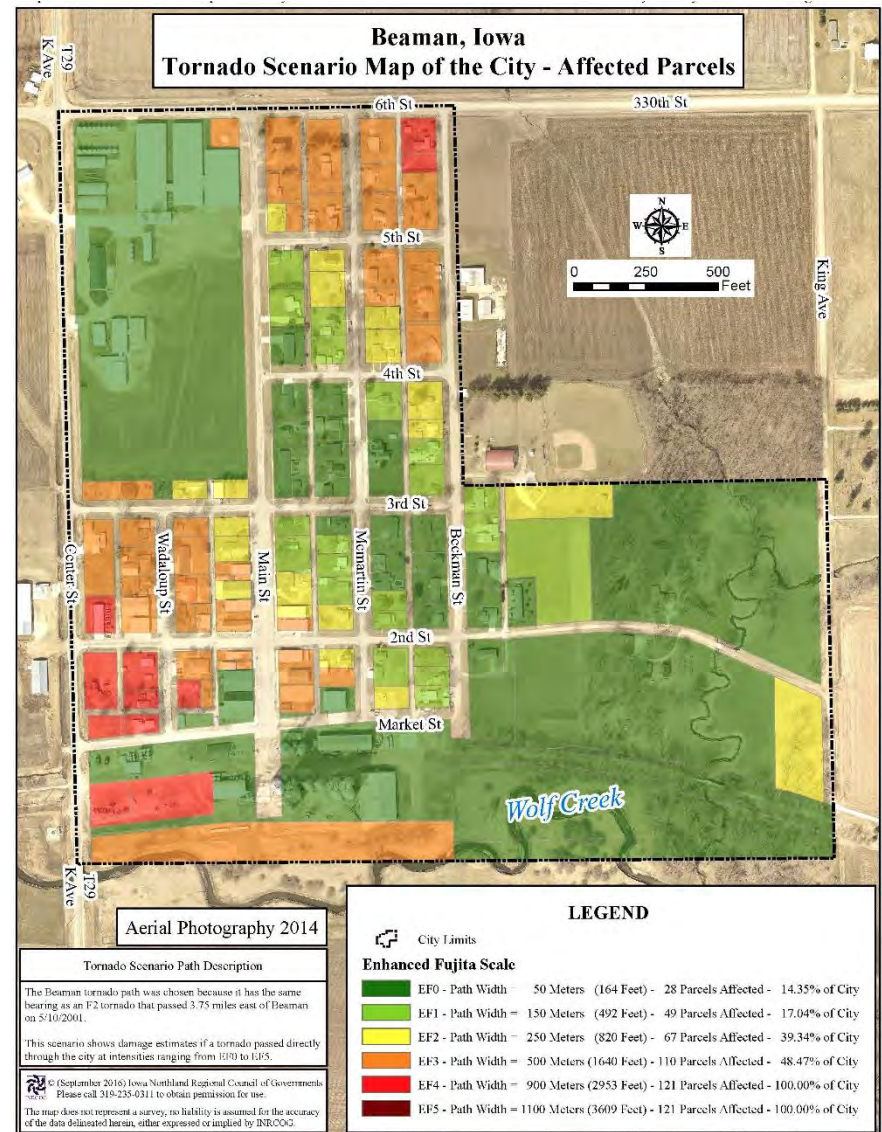 Beaman, Iowa
Tornado Scenario Map of the City - Affected Parcels
T29
K Ave
6th St
330th St
N
W E
S
0 250 500
Feet
King Ave
5th St
4th St
3rd St
Center St
Wadaloup St
Main St
Mcmartin St
Beckman St
2nd St
Market St
Wolf Creek
T29
K Ave
Aerial Photography 2014
Tornado Scenario Path Description
The Beaman tornado path was chosen because it has the same
bearing as an F2 tornado that passed 3.75 miles east of Beaman
on 5/10/2001.
This scenario shows damage estimates if a tornado passed directly
through the city at intensities ranging from EF0 to EF5.
© (September 2016) Iowa Northland Regional Council of Governments
Please call 319-235-0311 to obtain permission for use.
The map does not represent a survey, no liability is assumed for the accuracy
of the data delineated herein, either expressed or implied by INRCOG.
LEGEND
City Limits
Enhanced Fujita Scale
EF0 - Path Width = 50 Meters (164 Feet) - 28 Parcels Affected - 14.35% of City
EF1 - Path Width = 150 Meters (492 Feet) - 49 Parcels Affected - 17.04% of City
EF2 - Path Width = 250 Meters (820 Feet) - 67 Parcels Affected - 39.34% of City
EF3 - Path Width = 500 Meters (1640 Feet) - 110 Parcels Affected - 48.47% of City
EF4 - Path Width = 900 Meters (2953 Feet) - 121 Parcels Affected - 100.00% of City
EF5 - Path Width = 1100 Meters (3609 Feet) - 121 Parcels Affected - 100.00% of City